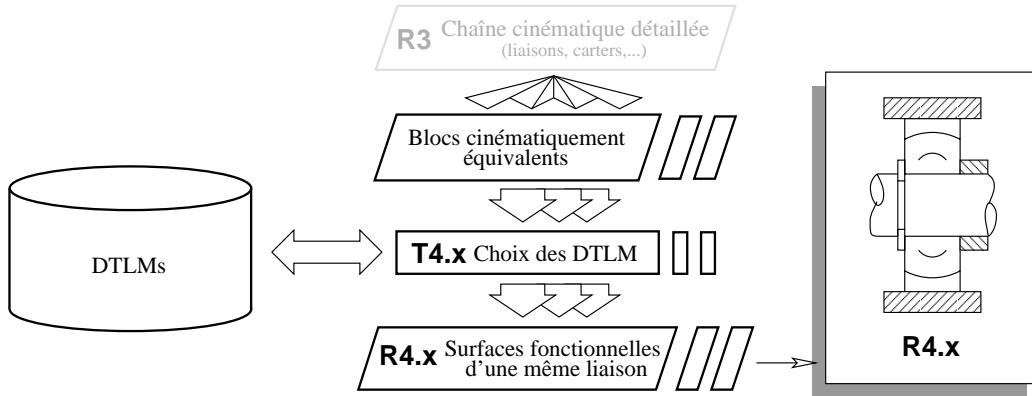 R3 Chaîne cinématique détaillée
(liaisons, carters,...)
Blocs cinématiquement
équivalents
DTLMs
T4.x Choix des DTLM
R4.x Surfaces fonctionnelles
d'une même liaison
R4.x